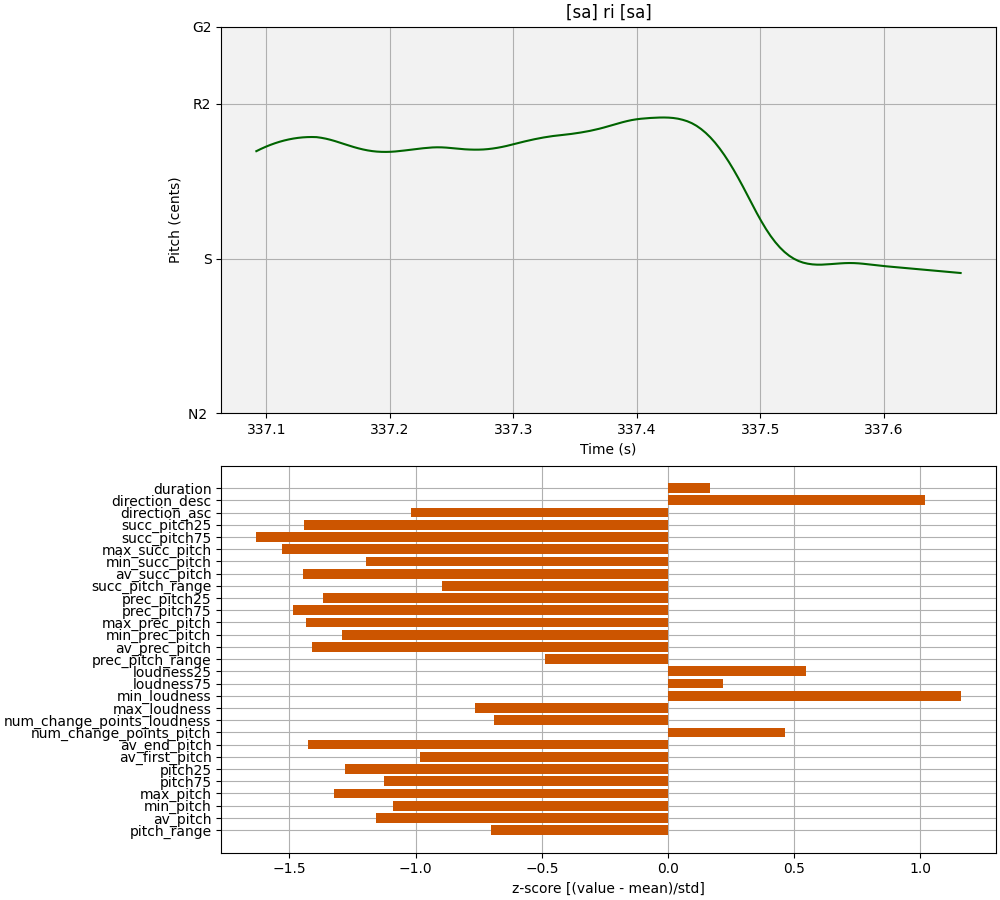 [sa] ri [sa]
G2
R2
S
N2
Pitch (cents)
337.1 337.2 337.3 337.4 337.5 337.6
Time (s)
duration
direction_desc
direction_asc
succ_pitch25
succ_pitch75
max_succ_pitch
min_succ_pitch
av_succ_pitch
succ_pitch_range
prec_pitch25
prec_pitch75
max_prec_pitch
min_prec_pitch
av_prec_pitch
prec_pitch_range
loudness25
loudness75
min_loudness
max_loudness
num_change_points_loudness
num_change_points_pitch
av_end_pitch
av_first_pitch
pitch25
pitch75
max_pitch
min_pitch
av_pitch
pitch_range
−1.5 −1.0 −0.5 0.0 0.5 1.0
z-score [(value - mean)/std]